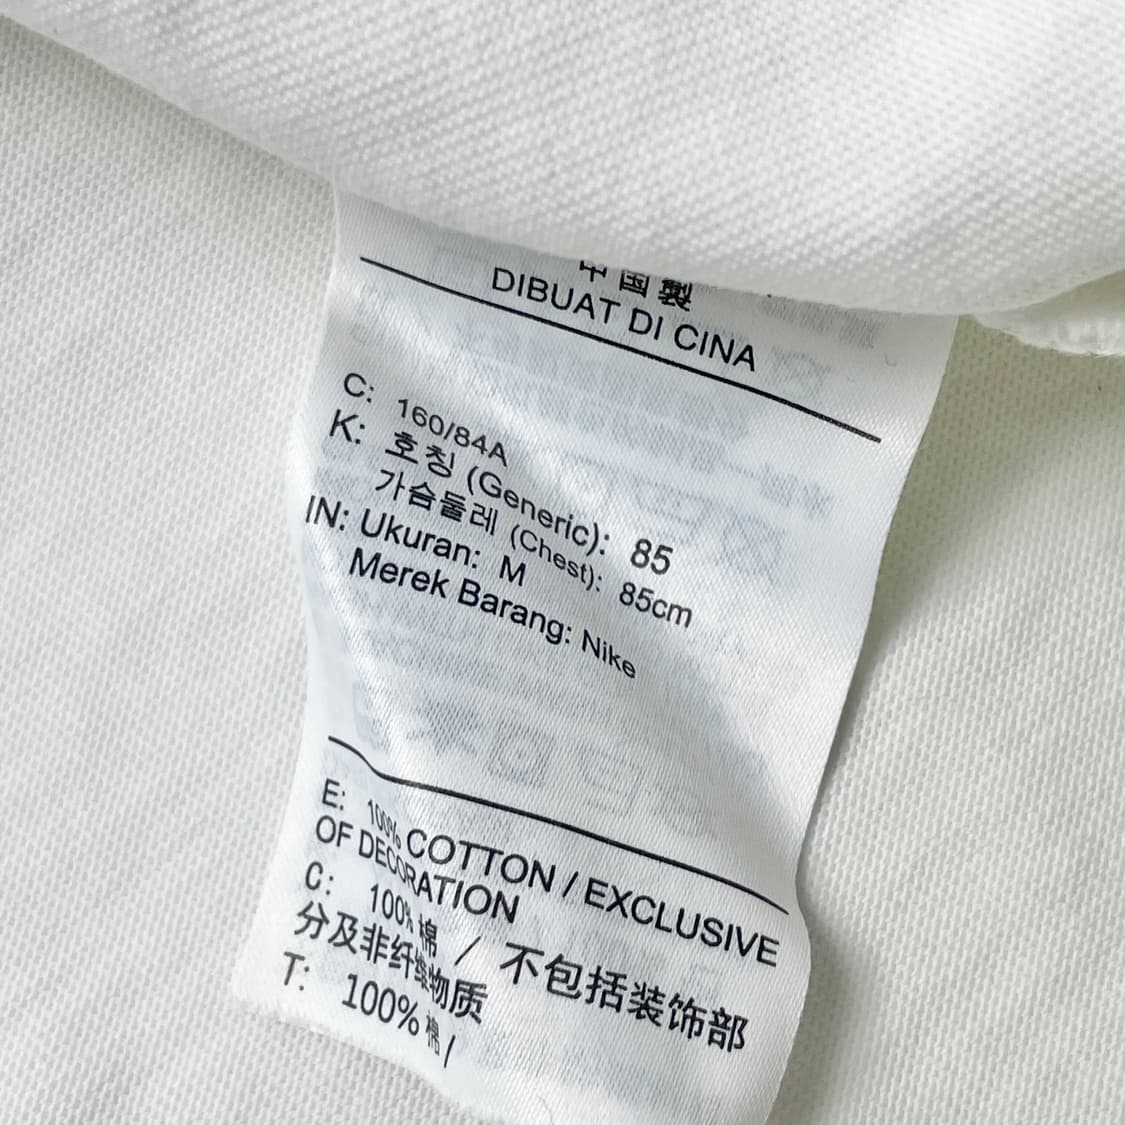 中国製
DIBUAT DI CINA
C: 160/84A
K: 호칭 (Generic): 85
가슴둘레 (Chest): 85cm
IN: Ukuran: M
Merek Barang: Nike
E: 100% COTTON / EXCLUSIVE
OF DECORATION
C: 100% 棉 / 不包括装饰部
分及非纤维物质
T: 100% 棉 /